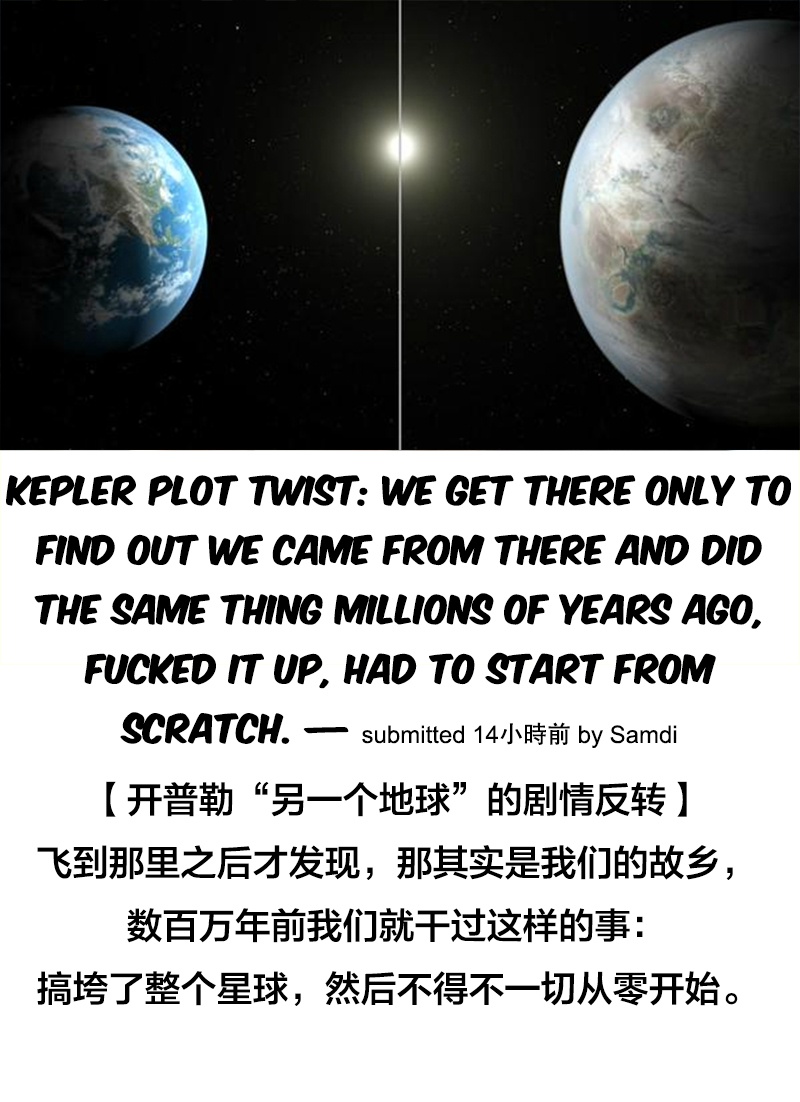 KEPLER PLOT TWIST: WE GET THERE ONLY TO
FIND OUT WE CAME FROM THERE AND DID
THE SAME THING MILLIONS OF YEARS AGO,
FUCKED IT UP, HAD TO START FROM
SCRATCH. — submitted 14小時前 by Samdi
【开普勒“另一个地球”的剧情反转】
飞到那里之后才发现，那其实是我们的故乡，
数百万年前我们就干过这样的事：
搞垮了整个星球，然后不得不一切从零开始。